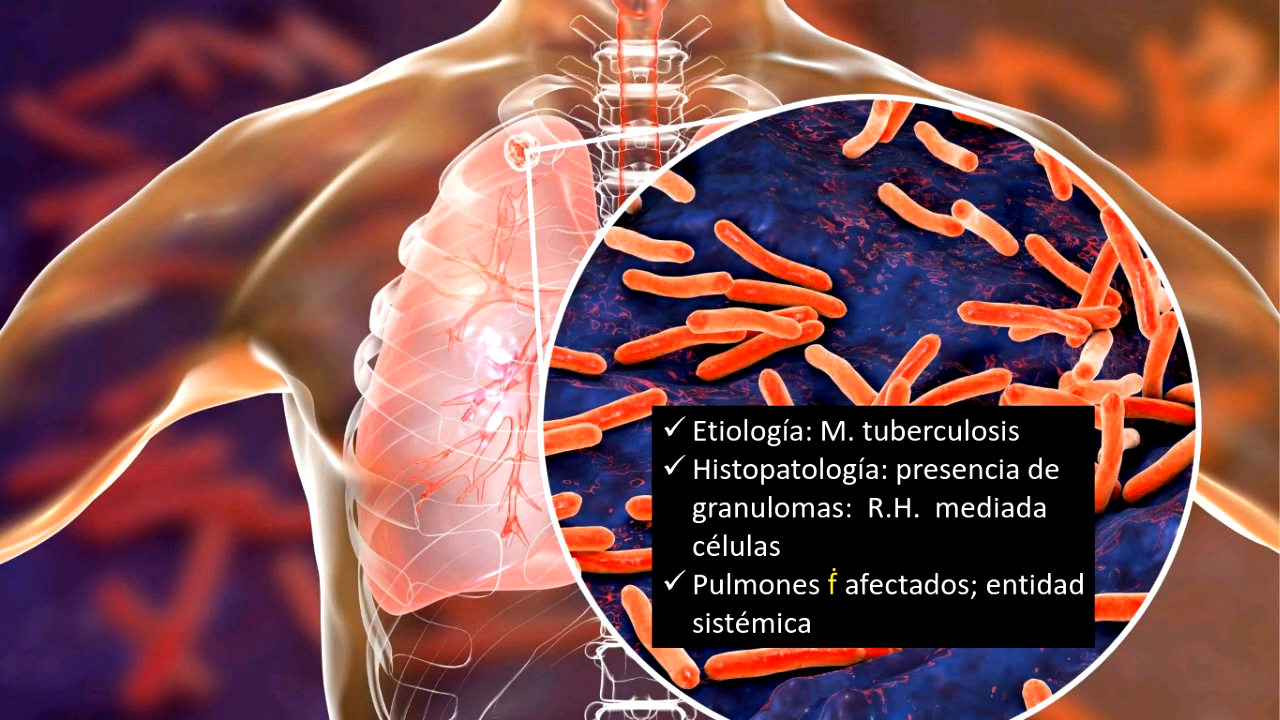 ✓ Etiología: M. tuberculosis
✓ Histopatología: presencia de
granulomas: R.H. mediada
células
✓ Pulmones ḟ afectados; entidad
sistémica